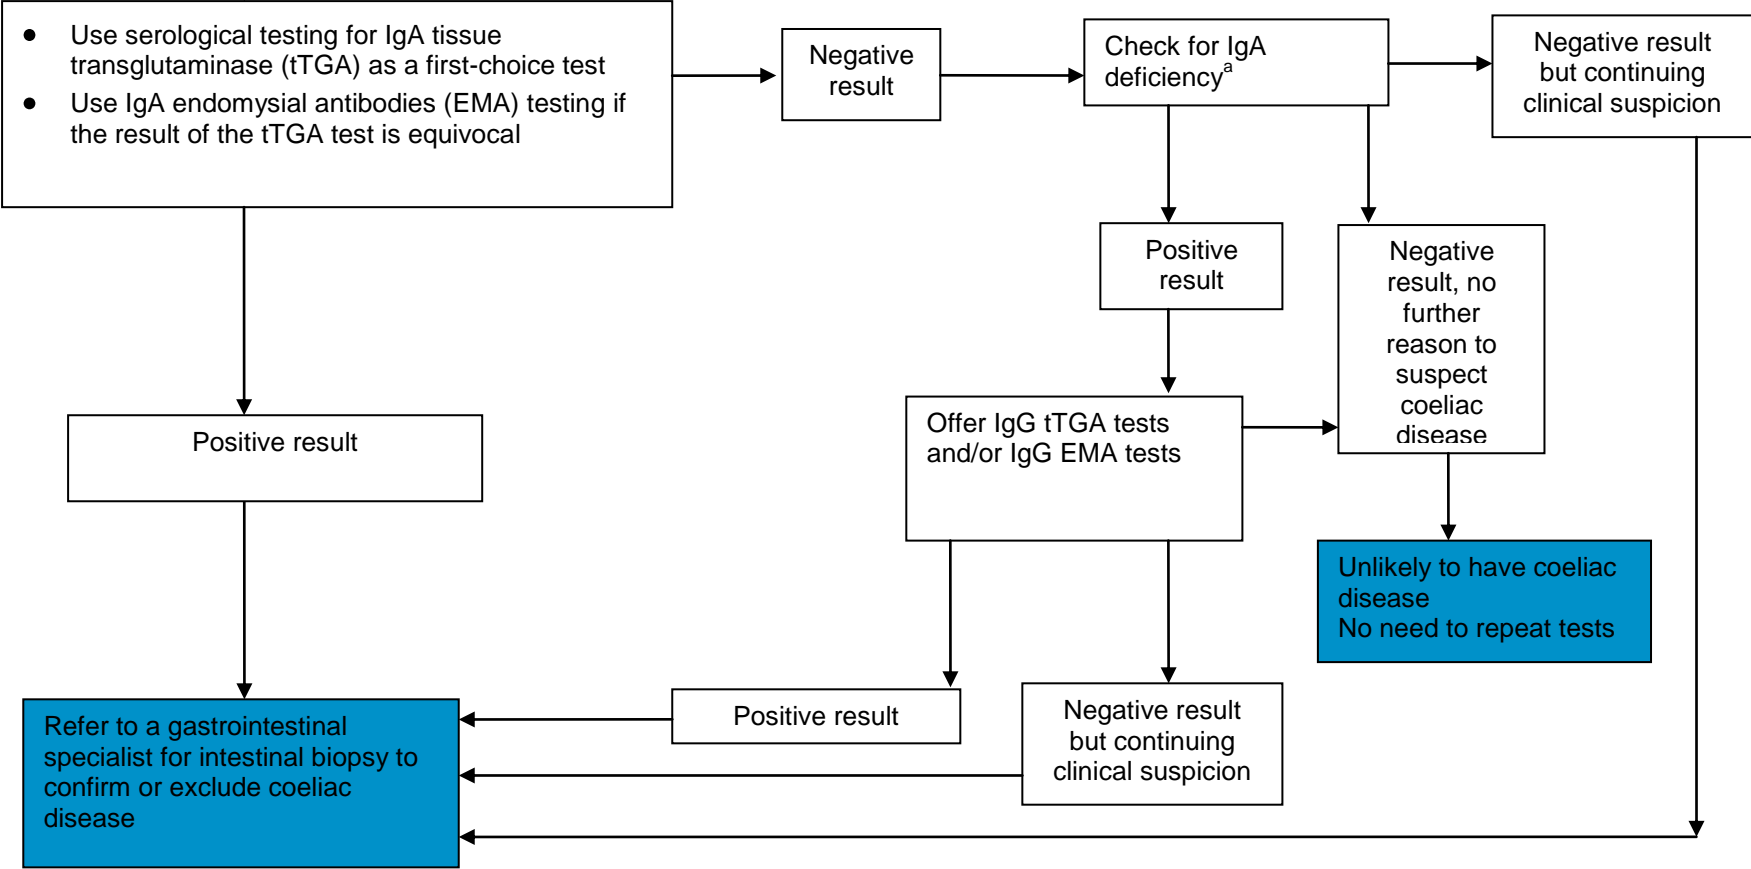 ● Use serological testing for IgA tissue
transglutaminase (tTGA) as a first-choice test
● Use IgA endomysial antibodies (EMA) testing if
the result of the tTGA test is equivocal
Negative
result
Check for IgA
deficiencyᵃ
Negative result
but continuing
clinical suspicion
Positive
result
Negative
result, no
further
reason to
suspect
coeliac
disease
Positive result
Offer IgG tTGA tests
and/or IgG EMA tests
Unlikely to have coeliac
disease
No need to repeat tests
Refer to a gastrointestinal
specialist for intestinal biopsy to
confirm or exclude coeliac
disease
Positive result
Negative result
but continuing
clinical suspicion